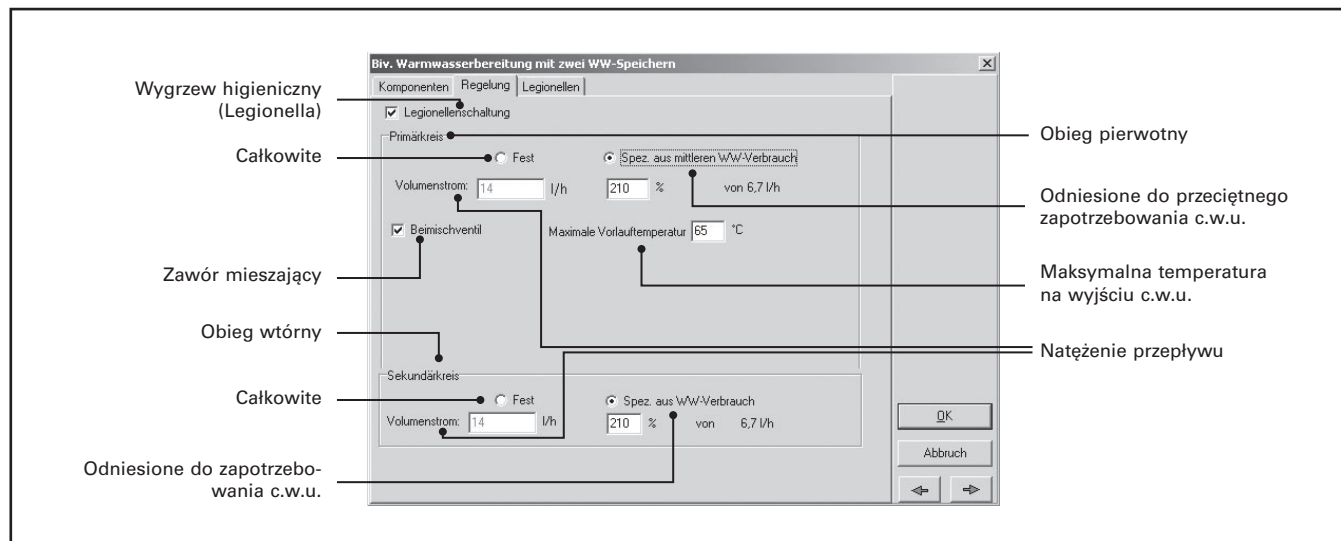 Biv. Warmwasserbereitung mit zwei WW-Speichern
Komponenten Regelung Legionellen
Wygrzew higieniczny
(Legionella)
Legionellenschaltung
Primärkreis
Obieg pierwotny
Całkowite
Fest Spez. aus mittleren WW-Verbrauch
Volumenstrom: 14 l/h 210 % von 6,7 l/h
Odniesione do przeciętnego
zapotrzebowania c.w.u.
Beimischventil Maximale Vorlauftemperatur 65 °C
Zawór mieszający
Maksymalna temperatura
na wyjściu c.w.u.
Obieg wtórny
Natężenie przepływu
Sekundärkreis
Całkowite
Fest Spez. aus WW-Verbrauch
Volumenstrom: 14 l/h 210 % von 6,7 l/h
OK
Abbruch
Odniesione do zapotrzebo-
wania c.w.u.